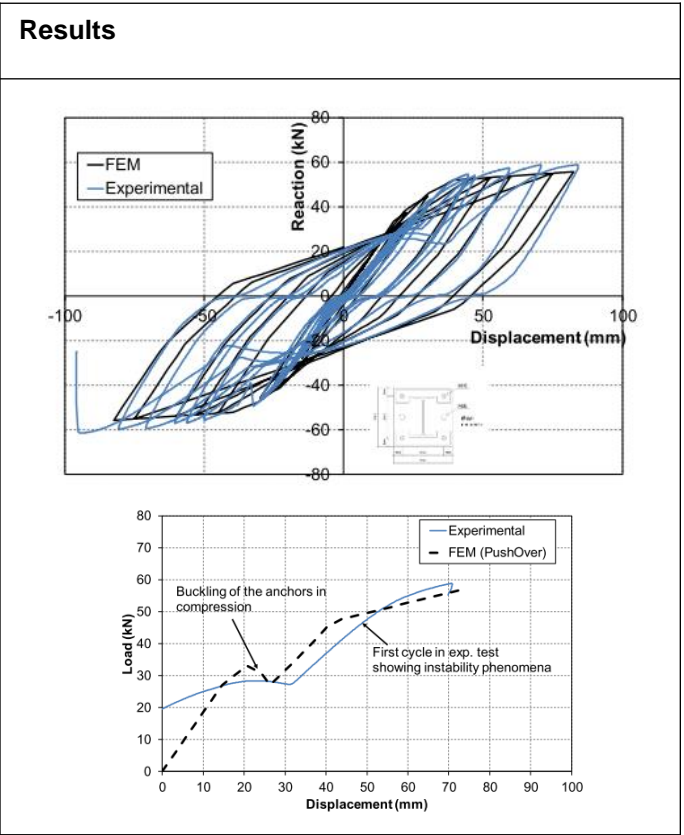 Results
80
60
40
20
0
-20
-40
-60
-80
-100
-50
0
50
100
Reaction (kN)
Displacement (mm)
FEM
Experimental
80
70
60
50
40
30
20
10
0
0 10 20 30 40 50 60 70 80 90 100
Load (kN)
Displacement (mm)
Experimental
FEM (PushOver)
Buckling of the anchors in
compression
First cycle in exp. test
showing instability phenomena